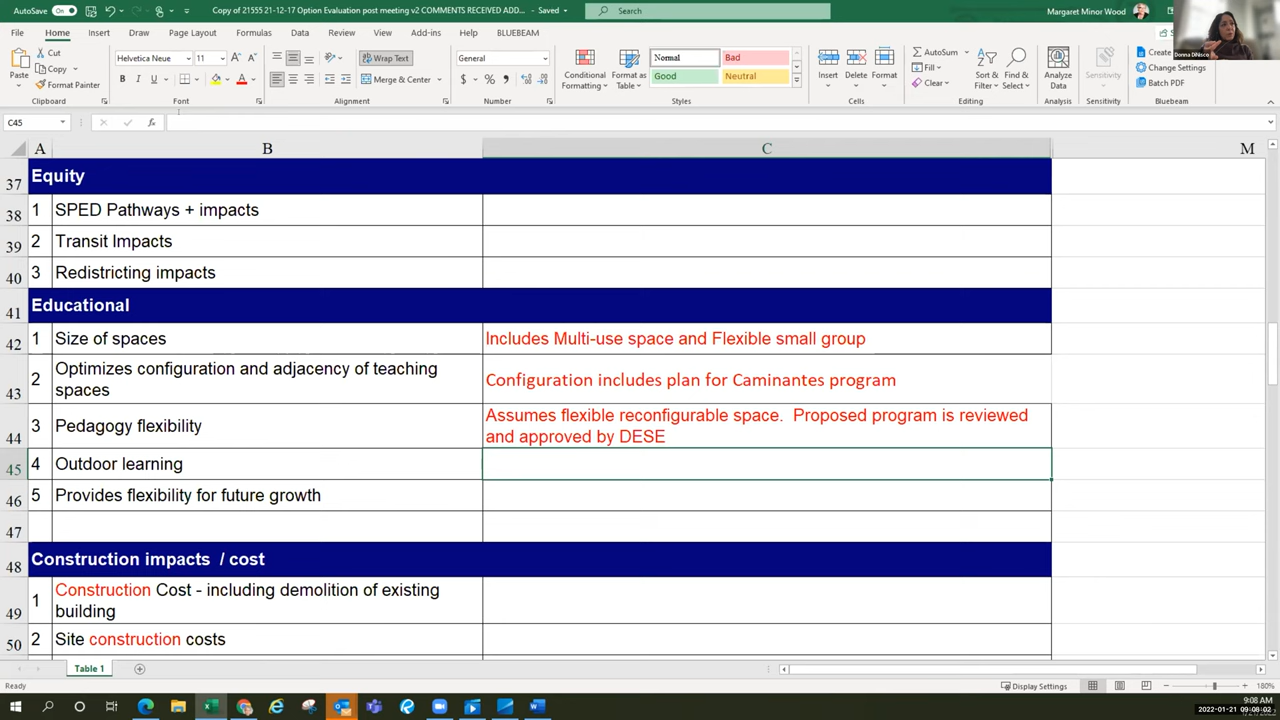 AutoSave On Copy of 21555 21-12-17 Option Evaluation post meeting v2 COMMENTS RECEIVED ADD... - Saved Search Margaret Minor Wood
Donna DiNisco
File Home Insert Draw Page Layout Formulas Data Review View Add-ins Help BLUEBEAM
Paste
Cut
Copy
Format Painter
Helvetica Neue 11
B I U
Wrap Text
Merge & Center
General
Conditional Formatting
Format as Table
Normal Bad
Good Neutral
Insert Delete Format
AutoSum
Fill
Clear
Sort & Filter
Find & Select
Analyze Data
Sensitivity
Change Settings
Batch PDF
Clipboard Font Alignment Number Styles Cells Editing Analysis Sensitivity Bluebeam
C45 fx
A B C M
37 Equity
38 1 SPED Pathways + impacts
39 2 Transit Impacts
40 3 Redistricting impacts
41 Educational
42 1 Size of spaces Includes Multi-use space and Flexible small group
43 2 Optimizes configuration and adjacency of teaching spaces Configuration includes plan for Caminantes program
44 3 Pedagogy flexibility Assumes flexible reconfigurable space. Proposed program is reviewed and approved by DESE
45 4 Outdoor learning
46 5 Provides flexibility for future growth
47
48 Construction impacts / cost
49 1 Construction Cost - including demolition of existing building
50 2 Site construction costs
Table 1
Ready Display Settings 180%
9:08 AM
2022-01-21 09:08:02